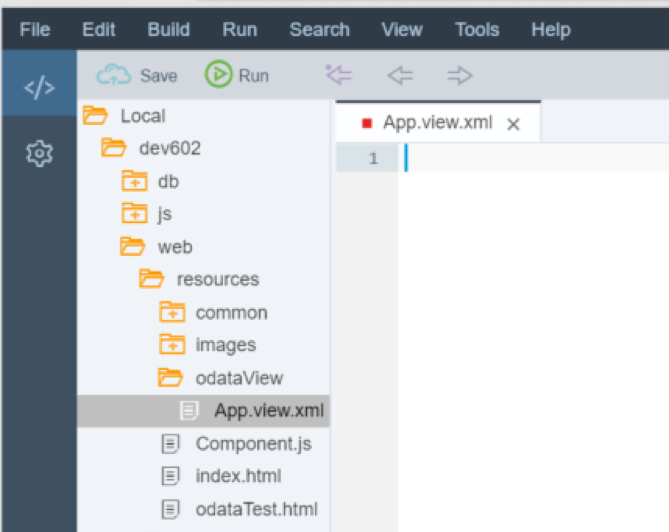 File Edit Build Run Search View Tools Help
</> Save Run
Local
App.view.xml ×
dev602
1
db
js
web
resources
common
images
odataView
App.view.xml
Component.js
index.html
odataTest.html